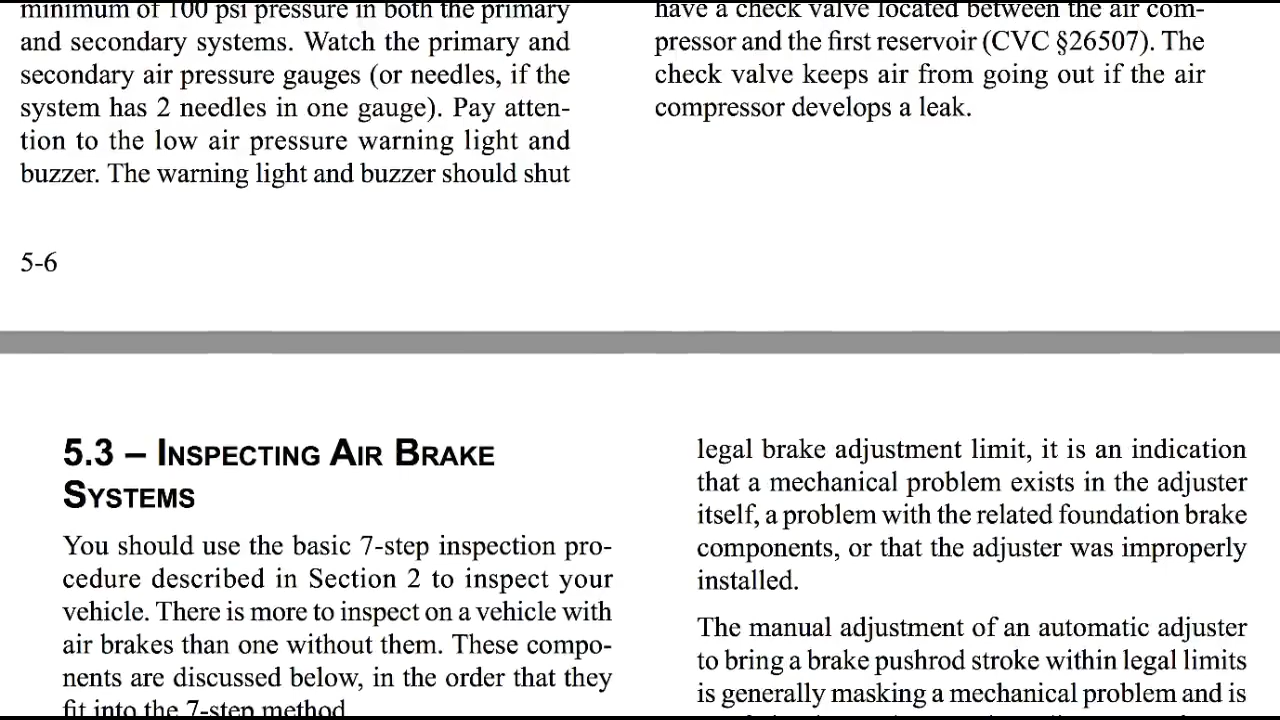 minimum of 100 psi pressure in both the primary
and secondary systems. Watch the primary and
secondary air pressure gauges (or needles, if the
system has 2 needles in one gauge). Pay atten-
tion to the low air pressure warning light and
buzzer. The warning light and buzzer should shut
have a check valve located between the air com-
pressor and the first reservoir (CVC §26507). The
check valve keeps air from going out if the air
compressor develops a leak.
5-6
5.3 – Inspecting Air Brake
Systems
You should use the basic 7-step inspection pro-
cedure described in Section 2 to inspect your
vehicle. There is more to inspect on a vehicle with
air brakes than one without them. These compo-
nents are discussed below, in the order that they
fit into the 7-step method
legal brake adjustment limit, it is an indication
that a mechanical problem exists in the adjuster
itself, a problem with the related foundation brake
components, or that the adjuster was improperly
installed.
The manual adjustment of an automatic adjuster
to bring a brake pushrod stroke within legal limits
is generally masking a mechanical problem and is